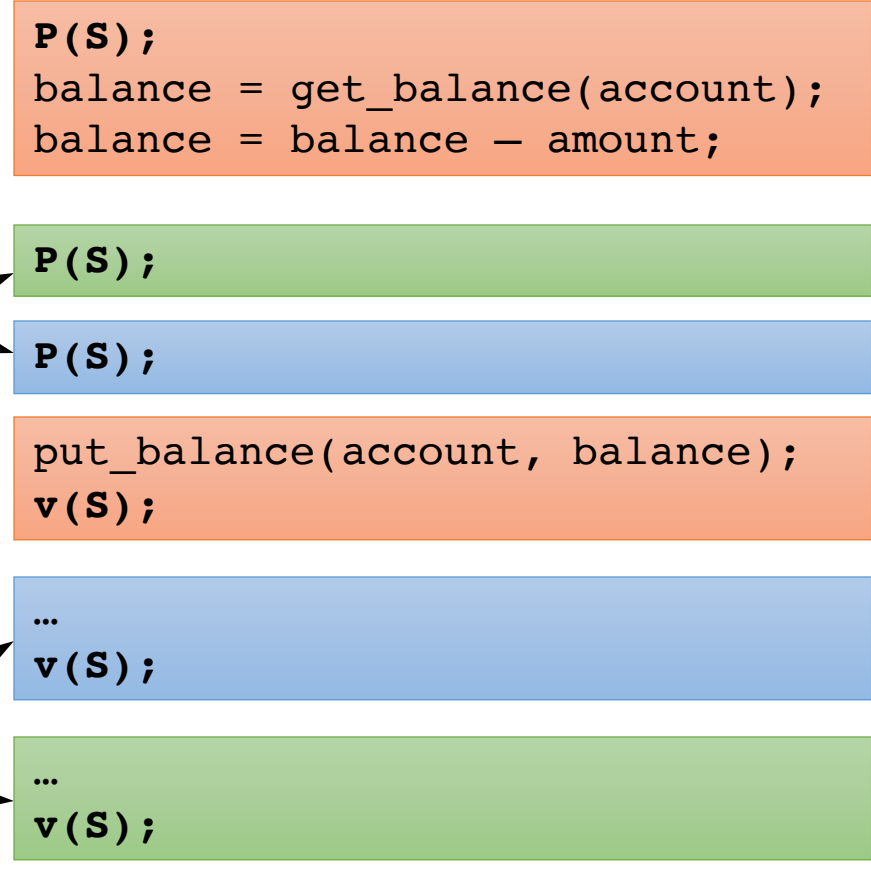 P(S);
balance = get_balance(account);
balance = balance – amount;
P(S);
P(S);
put_balance(account, balance);
v(S);
…
v(S);
…
v(S);